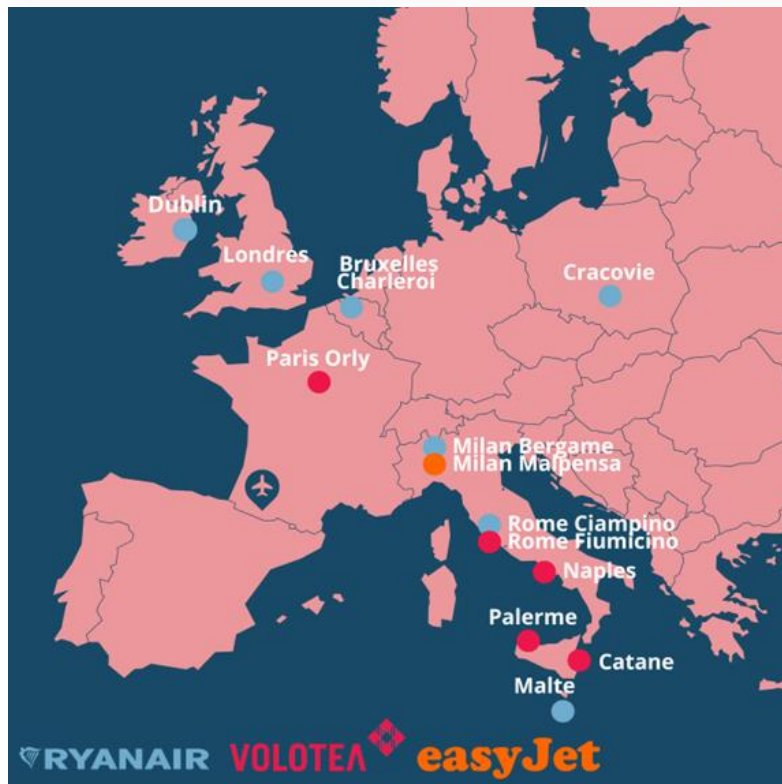 Dublin
Londres
Bruxelles
Charleroi
Cracovie
Paris Orly
Milan Bergame
Milan Malpensa
Rome Ciampino
Rome Fiumicino
Naples
Palerme
Catane
Malte
RYANAIR
VOLOTEA
easyJet